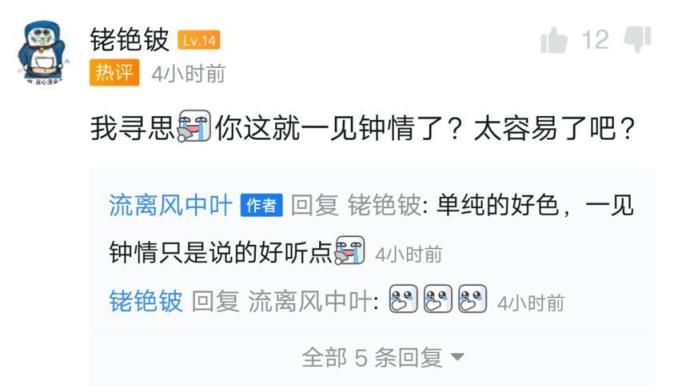 铑铯铍 Lv.14
12
热评 4小时前
我寻思你这就一见钟情了？太容易了吧？
流离风中叶 作者 回复 铑铯铍: 单纯的好色，一见
钟情只是说的好听点 4小时前
铑铯铍 回复 流离风中叶: 4小时前
全部 5 条回复